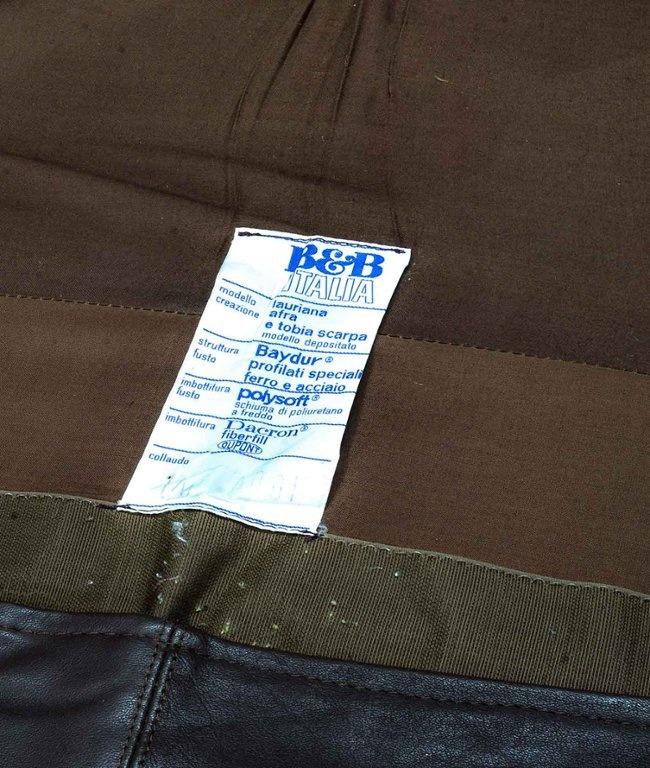 B&B
ITALIA
modello lauriana
creazione afra
e tobia scarpa
modello depositato
struttura Baydur®
fusto profilati speciali
ferro e acciaio
imbottitura polysoft®
fusto schiuma di poliuretano
a freddo
imbottitura Dacron®
fiberfill
DUPONT
collaudo